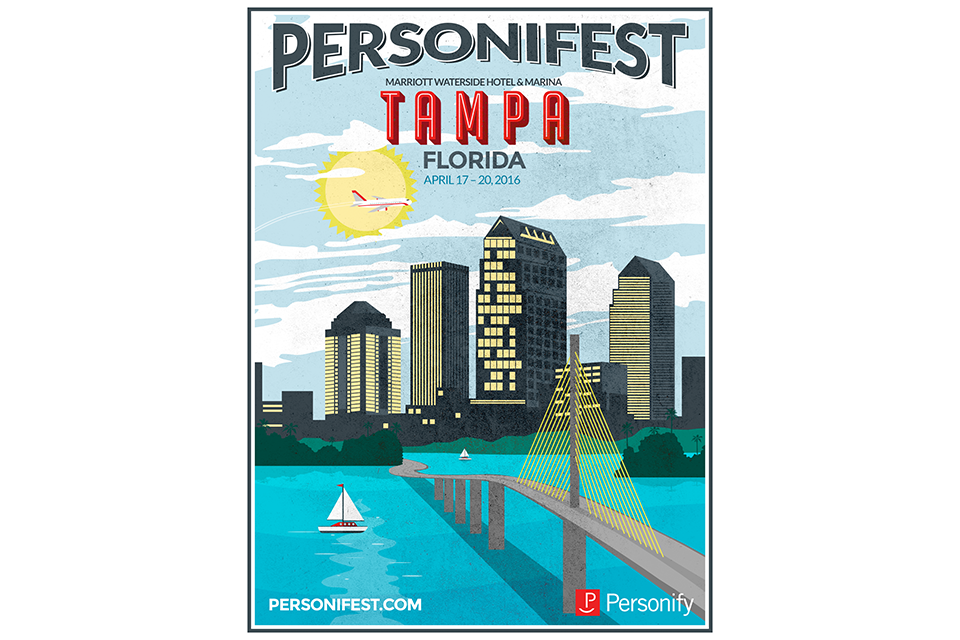 PERSONIFEST
MARRIOTT WATERSIDE HOTEL & MARINA
TAMPA
FLORIDA
APRIL 17 – 20, 2016
PERSONIFEST.COM
P Personify